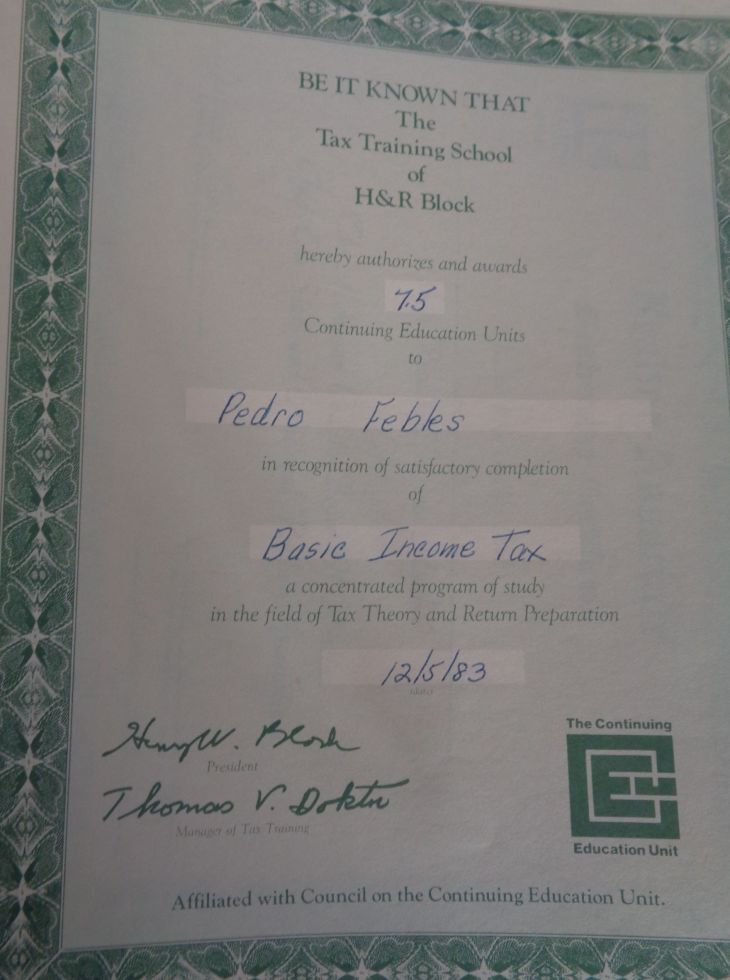 BE IT KNOWN THAT
The
Tax Training School
of
H&R Block
hereby authorizes and awards
7.5
Continuing Education Units
to
Pedro Febles
in recognition of satisfactory completion
of
Basic Income Tax
a concentrated program of study
in the field of Tax Theory and Return Preparation
12/5/83
(date)
Henry W. Bloch
President
Thomas V. Dokter
Manager of Tax Training
The Continuing
Education Unit
Affiliated with Council on the Continuing Education Unit.